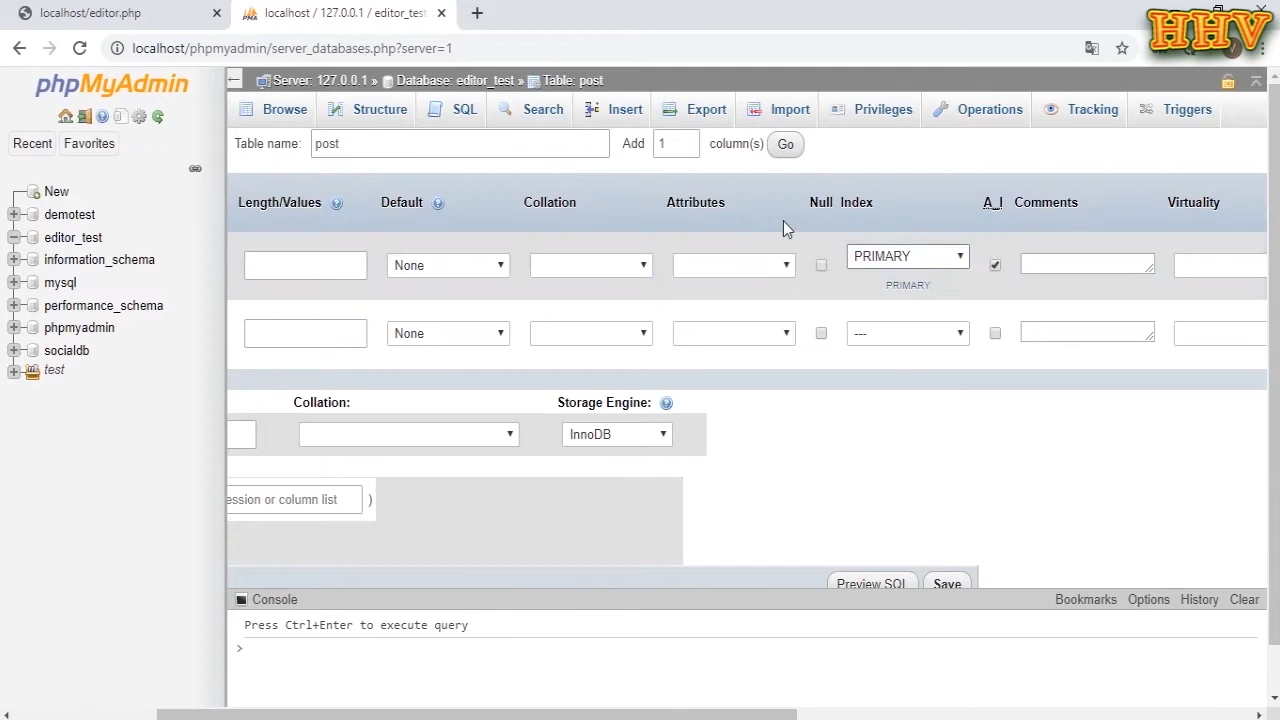 localhost/editor.php
localhost / 127.0.0.1 / editor_test
HHV
localhost/phpmyadmin/server_databases.php?server=1
phpMyAdmin
Server: 127.0.0.1 » Database: editor_test » Table: post
Browse Structure SQL Search Insert Export Import Privileges Operations Tracking Triggers
Recent Favorites
Table name: post Add 1 column(s) Go
New
demotest
editor_test
information_schema
mysql
performance_schema
phpmyadmin
socialdb
test
Length/Values Default Collation Attributes Null Index A_I Comments Virtuality
None PRIMARY
PRIMARY
None ---
Collation: Storage Engine:
InnoDB
ession or column list )
Preview SQL Save
Console Bookmarks Options History Clear
Press Ctrl+Enter to execute query
>